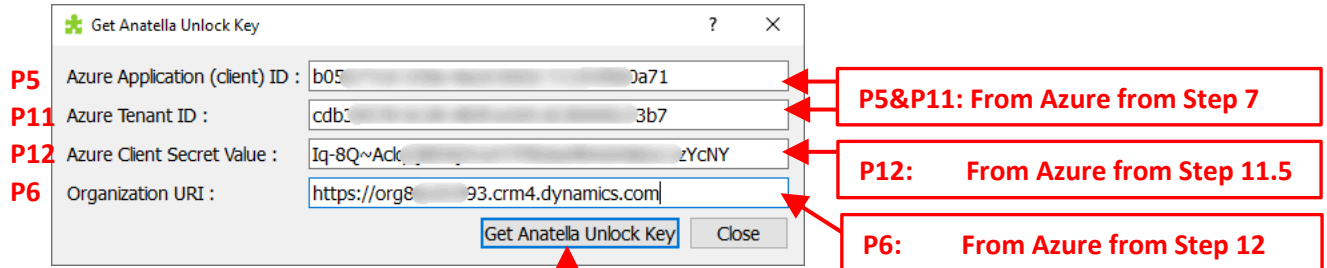 Get Anatella Unlock Key ?
P5 Azure Application (client) ID : b05 0a71
P5&P11: From Azure from Step 7
P11 Azure Tenant ID : cdb3 3b7
P12 Azure Client Secret Value : Iq-8Q~Ack zYcNY
P12: From Azure from Step 11.5
P6 Organization URI : https://org8 93.crm4.dynamics.com
Get Anatella Unlock Key Close
P6: From Azure from Step 12